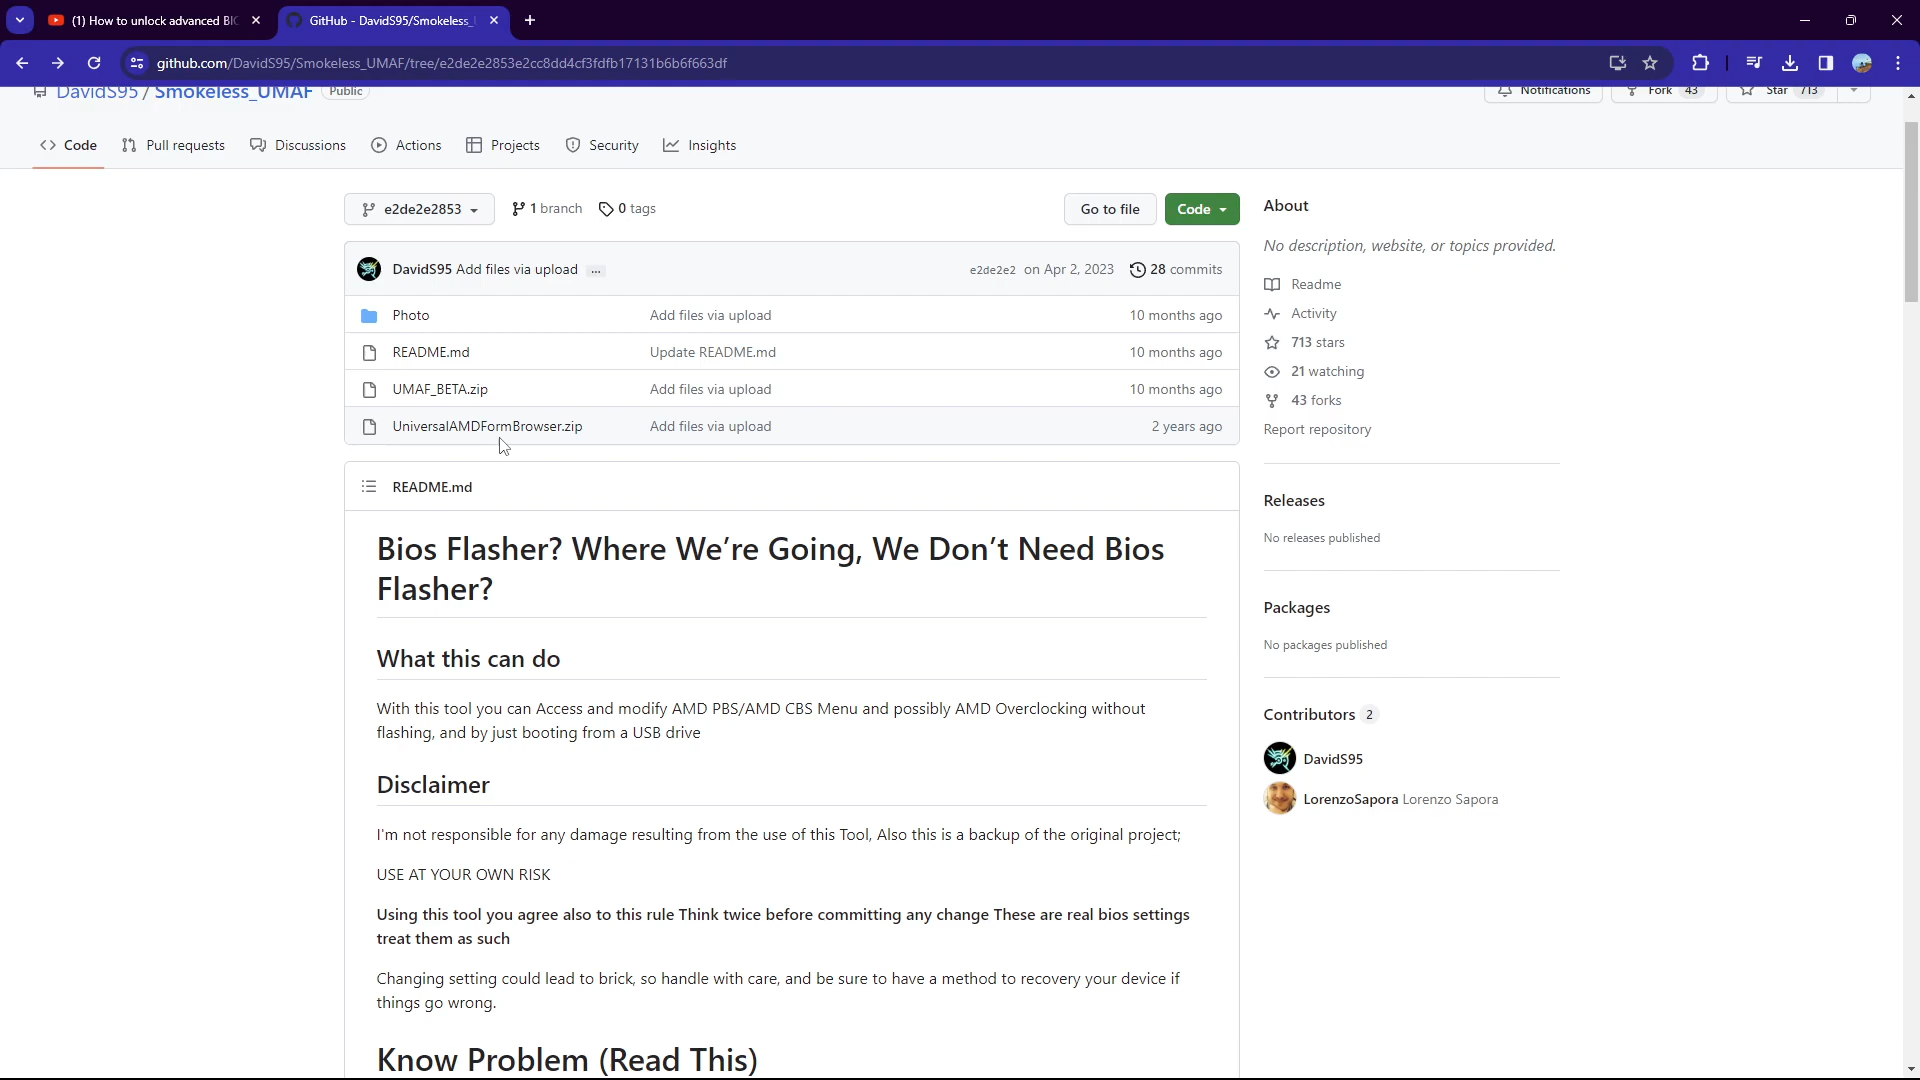 (1) How to unlock advanced BI
GitHub - DavidS95/Smokeless_
github.com/DavidS95/Smokeless_UMAF/tree/e2de2e2853e2cc8dd4cf3fdfb17131b6b6f663df
DavidS95 / Smokeless_UMAF Public
Notifications Fork 43 Star 713
Code Pull requests Discussions Actions Projects Security Insights
e2de2e2853 1 branch 0 tags Go to file Code
DavidS95 Add files via upload ... e2de2e2 on Apr 2, 2023 28 commits
Photo Add files via upload 10 months ago
README.md Update README.md 10 months ago
UMAF_BETA.zip Add files via upload 10 months ago
UniversalAMDFormBrowser.zip Add files via upload 2 years ago
README.md
Bios Flasher? Where We're Going, We Don't Need Bios
Flasher?
What this can do
With this tool you can Access and modify AMD PBS/AMD CBS Menu and possibly AMD Overclocking without
flashing, and by just booting from a USB drive
Disclaimer
I'm not responsible for any damage resulting from the use of this Tool, Also this is a backup of the original project;
USE AT YOUR OWN RISK
Using this tool you agree also to this rule Think twice before committing any change These are real bios settings
treat them as such
Changing setting could lead to brick, so handle with care, and be sure to have a method to recovery your device if
things go wrong.
Know Problem (Read This)
About
No description, website, or topics provided.
Readme
Activity
713 stars
21 watching
43 forks
Report repository
Releases
No releases published
Packages
No packages published
Contributors 2
DavidS95
LorenzoSapora Lorenzo Sapora